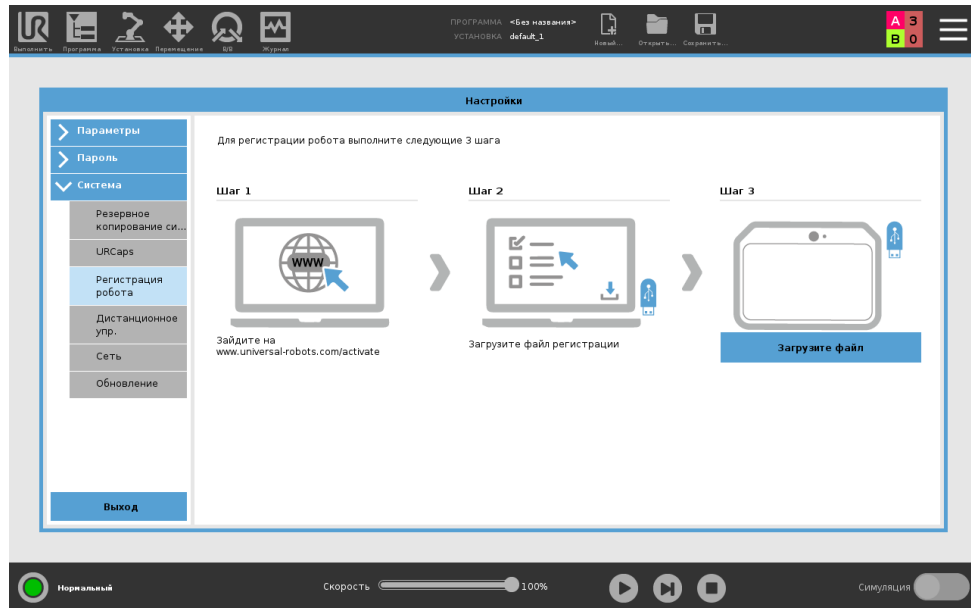 UR
ПРОГРАММА <Без названия>
УСТАНОВКА default_1
A 3
B 0
Выполнить Программа Установка Перемещения В/В Журнал
Новый... Открыть... Сохранить...
Настройки
Параметры
Пароль
Система
Резервное
копирование си...
URCaps
Регистрация
робота
Дистанционное
упр.
Сеть
Обновление
Выход
Для регистрации робота выполните следующие 3 шага
Шаг 1
WWW
Зайдите на
www.universal-robots.com/activate
Шаг 2
Загрузите файл регистрации
Шаг 3
Загрузите файл
Нормальный
Скорость 100%
Симуляция